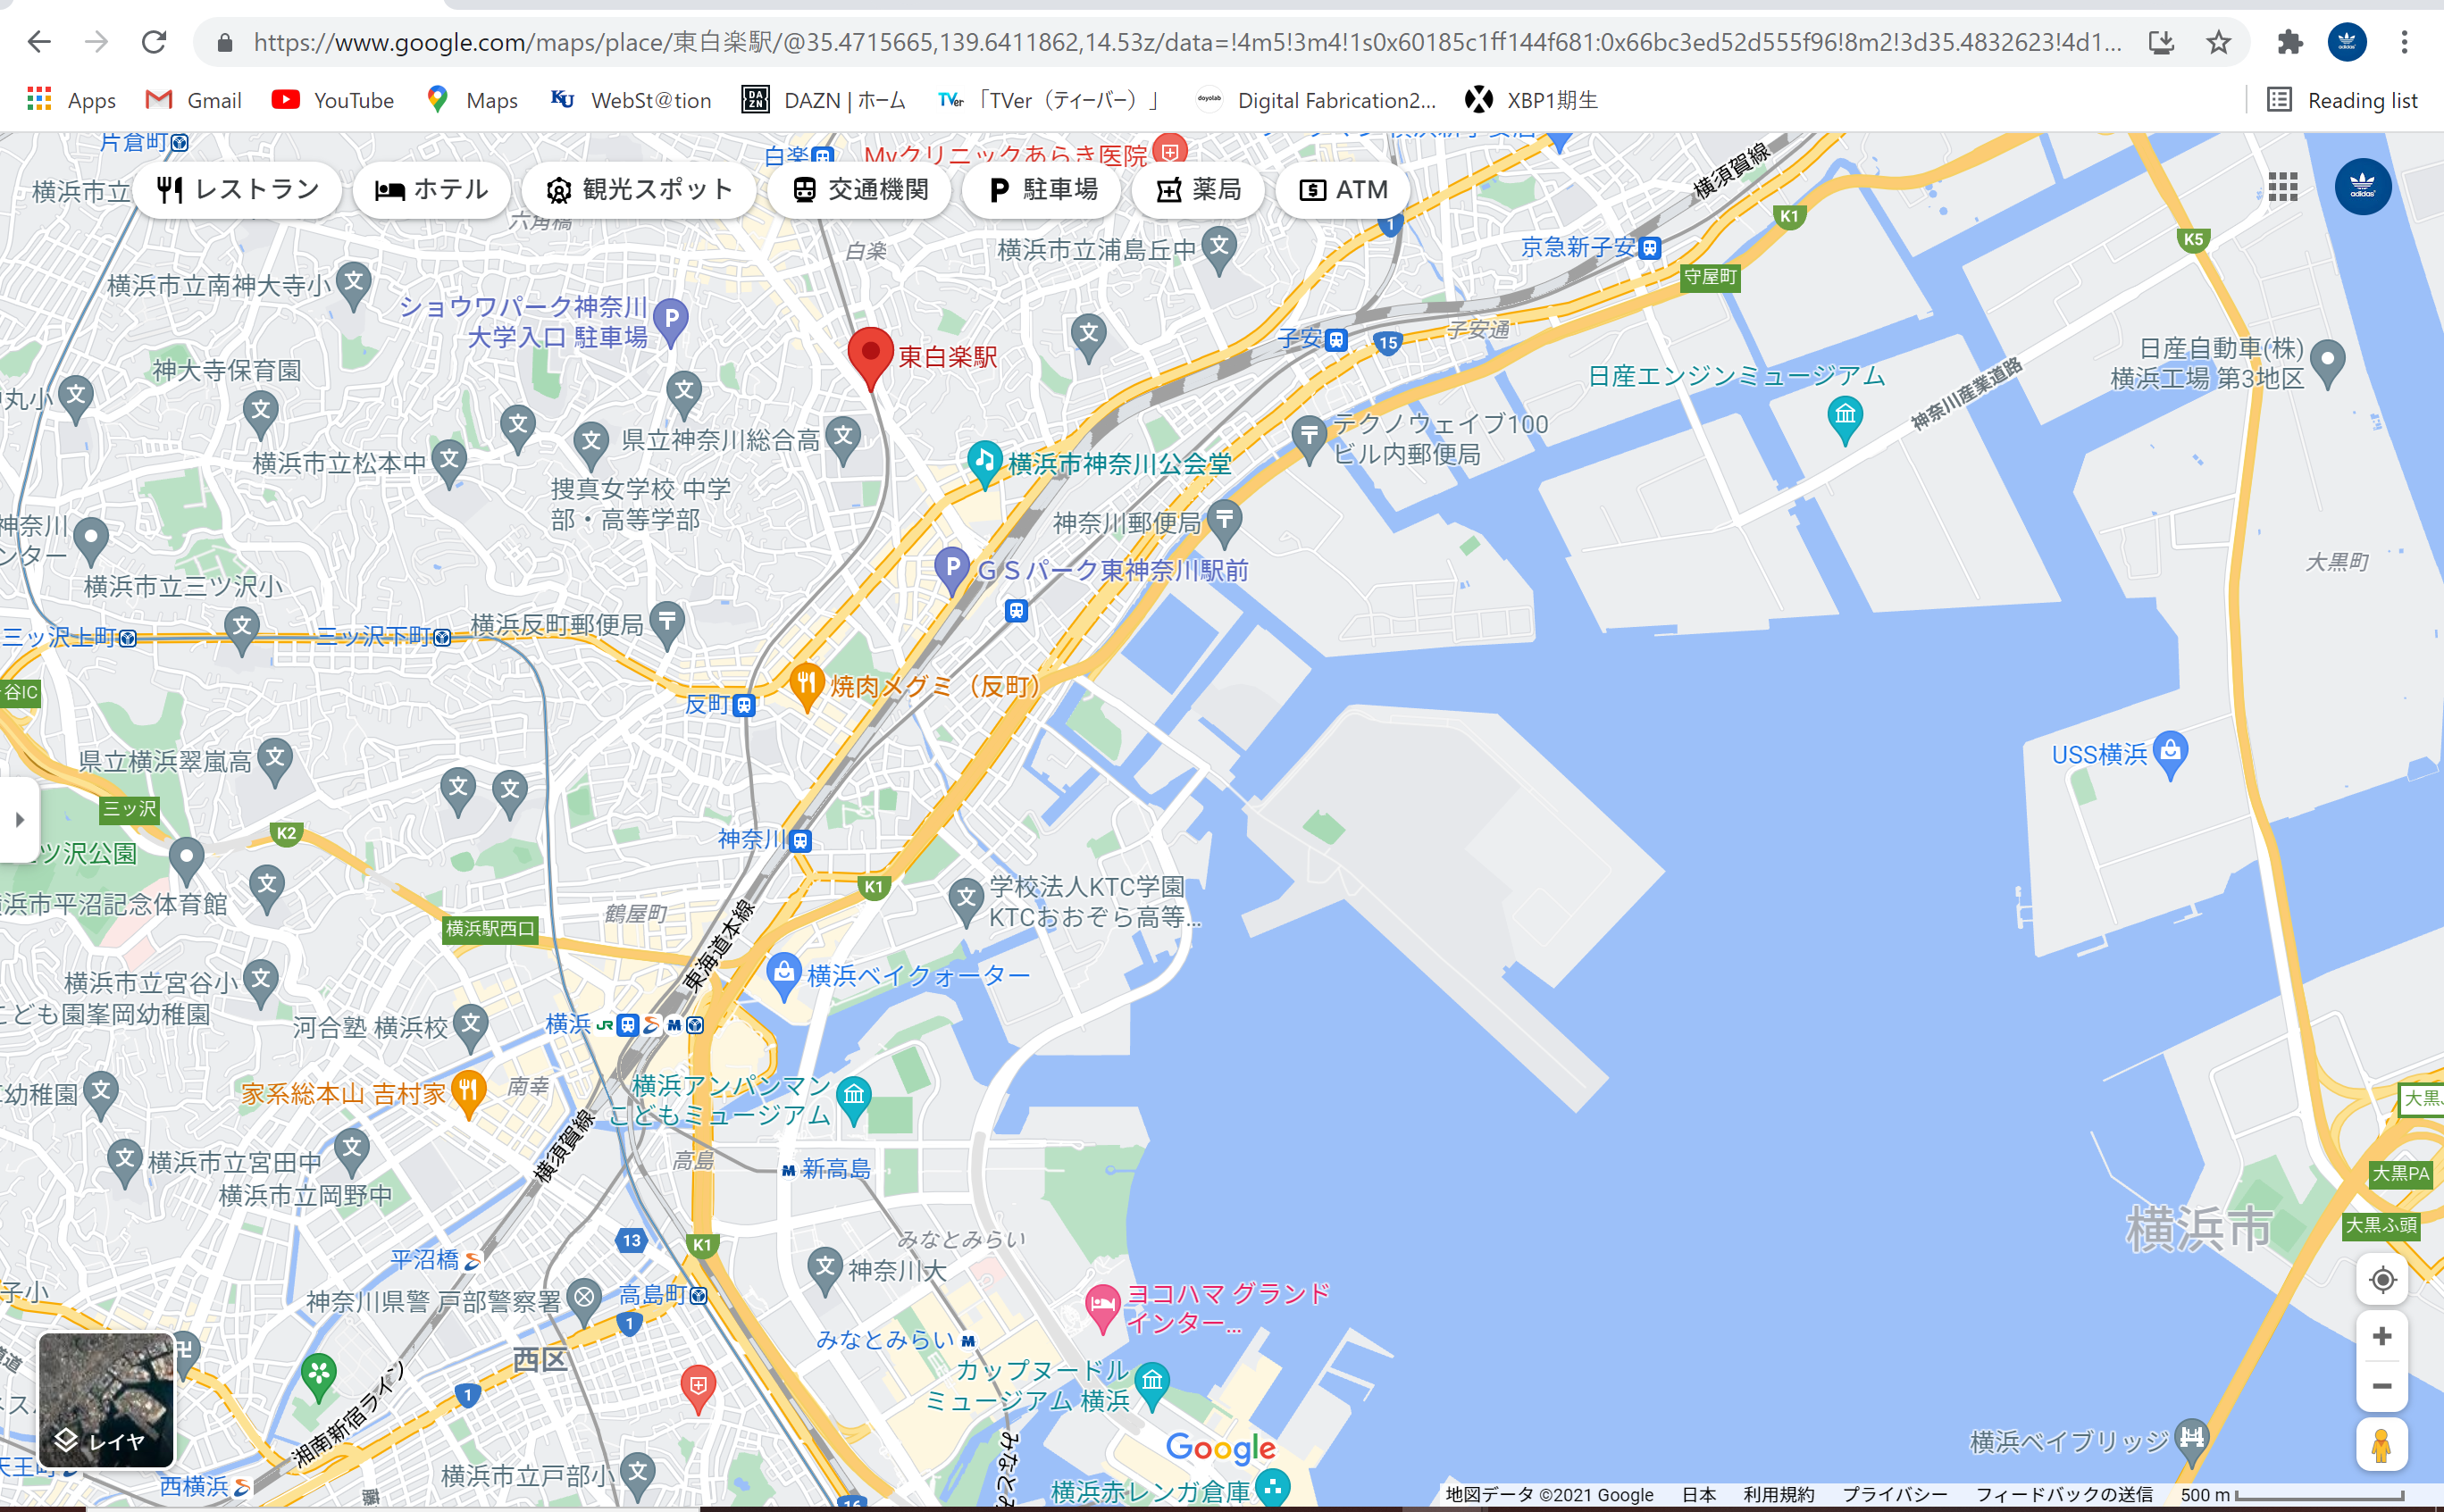 https://www.google.com/maps/place/東白楽駅/@35.4715665,139.6411862,14.53z/data=!4m5!3m4!1s0x60185c1ff144f681:0x66bc3ed52d555f96!8m2!3d35.4832623!4d1...
Apps
Gmail
YouTube
Maps
KU WebSt@tion
DAZN | ホーム
TVer 「TVer（ティーバー）」
doyolab Digital Fabrication2...
XBP1期生
Reading list
片倉町
白楽
Myクリニックあらき医院
横須賀線
横浜市立
レストラン
ホテル
観光スポット
交通機関
駐車場
薬局
ATM
adidas
六角橋
白楽
横浜市立浦島丘中
1
京急新子安
K1
K5
守屋町
横浜市立南神大寺小
ショウワパーク神奈川
大学入口 駐車場
東白楽駅
子安
15
子安通
日産エンジンミュージアム
神奈川産業道路
日産自動車(株)
横浜工場 第3地区
神大寺保育園
丸小
県立神奈川総合高
横浜市立松本中
横浜市神奈川公会堂
テクノウェイブ100
ビル内郵便局
捜真女学校 中学
部・高等学部
神奈川郵便局
神奈川
ンター
大黒町
横浜市立三ツ沢小
ＧＳパーク東神奈川駅前
三ッ沢上町
三ッ沢下町
横浜反町郵便局
谷IC
反町
焼肉メグミ（反町）
県立横浜翠嵐高
USS横浜
三ッ沢
K2
ツ沢公園
神奈川
K1
学校法人KTC学園
KTCおおぞら高等...
浜市平沼記念体育館
鶴屋町
横浜駅西口
東海道本線
横浜ベイクォーター
横浜市立宮谷小
こども園峯岡幼稚園
河合塾 横浜校
横浜
JR
家系総本山 吉村家
南幸
横浜アンパンマン
こどもミュージアム
幼稚園
横須賀線
高島
新高島
横浜市立宮田中
横浜市立岡野中
大黒PA
大黒ふ頭
横浜市
13
K1
みなとみらい
平沼橋
神奈川大
子小
神奈川県警 戸部警察署
高島町
ヨコハマ グランド
インター...
1
みなとみらい
西区
カップヌードル
ミュージアム 横浜
1
湘南新宿ライン
レイヤ
Google
横浜ベイブリッジ
西横浜
横浜市立戸部小
横浜赤レンガ倉庫
16
地図データ ©2021 Google
日本
利用規約
プライバシー
フィードバックの送信
500 m